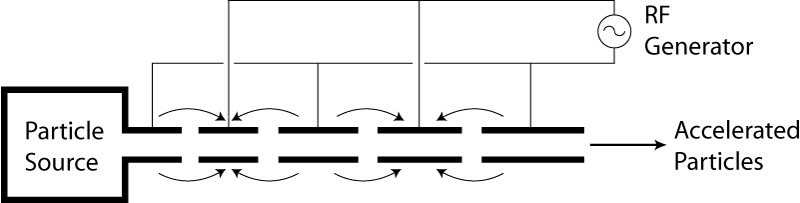 RF
Generator
Particle
Source
Accelerated
Particles